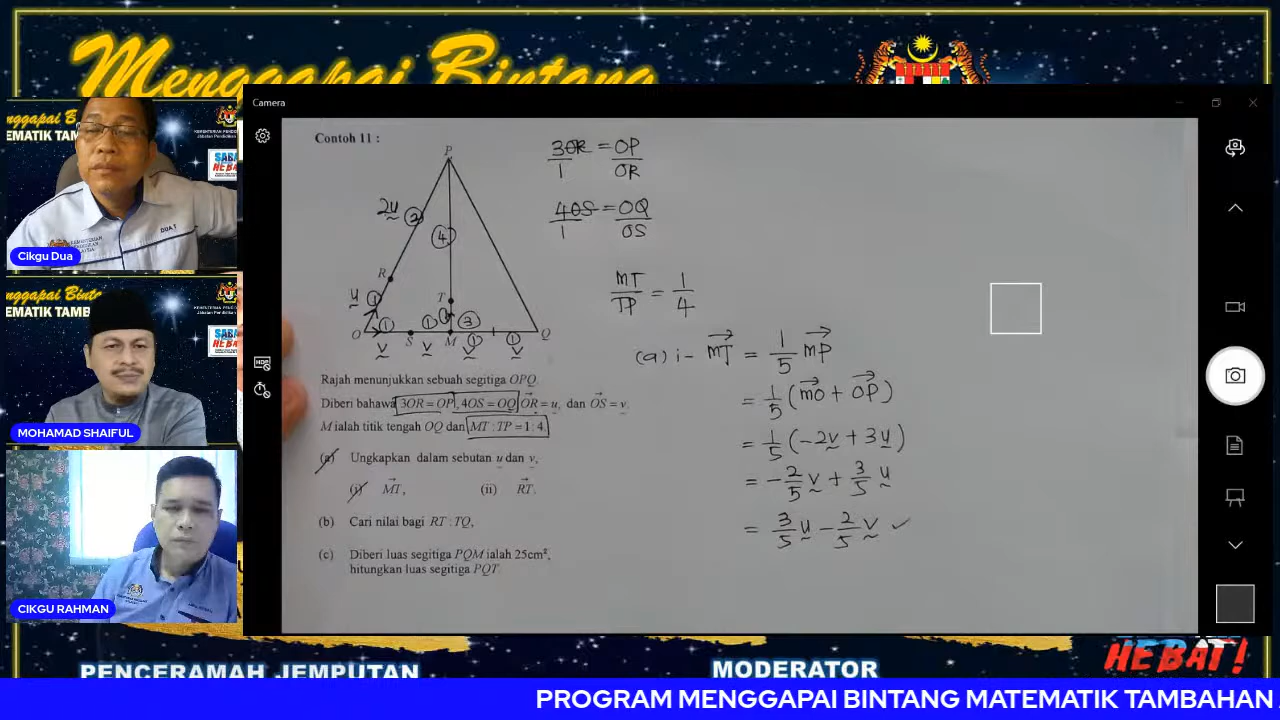 Menggapai Bintang
Camera
Contoh 11 :
P
2u
2
4
R
T
u
1
1
1
1
3
1
1
O
S
M
Q
v
v
v
v
3OR/1 = OP/OR
4OS/1 = OQ/OS
MT/TP = 1/4
(a) i- MT = 1/5 MP
= 1/5 (MO + OP)
= 1/5 (-2v + 3u)
= -2/5 v + 3/5 u
= 3/5 u - 2/5 v ✓
Rajah menunjukkan sebuah segitiga OPQ.
Diberi bahawa 3OR = OP, 4OS = OQ, OR = u, dan OS = v.
M ialah titik tengah OQ dan MT : TP = 1 : 4.
(a) Ungkapkan dalam sebutan u dan v,
(i) MT, (ii) RT.
(b) Cari nilai bagi RT : TQ,
(c) Diberi luas segitiga PQM ialah 25cm²,
hitungkan luas segitiga PQT.
Cikgu Dua
MOHAMAD SHAIFUL
CIKGU RAHMAN
HDR
HEBAT!
PENCERAMAH JEMPUTAN
MODERATOR
PROGRAM MENGGAPAI BINTANG MATEMATIK TAMBAHAN